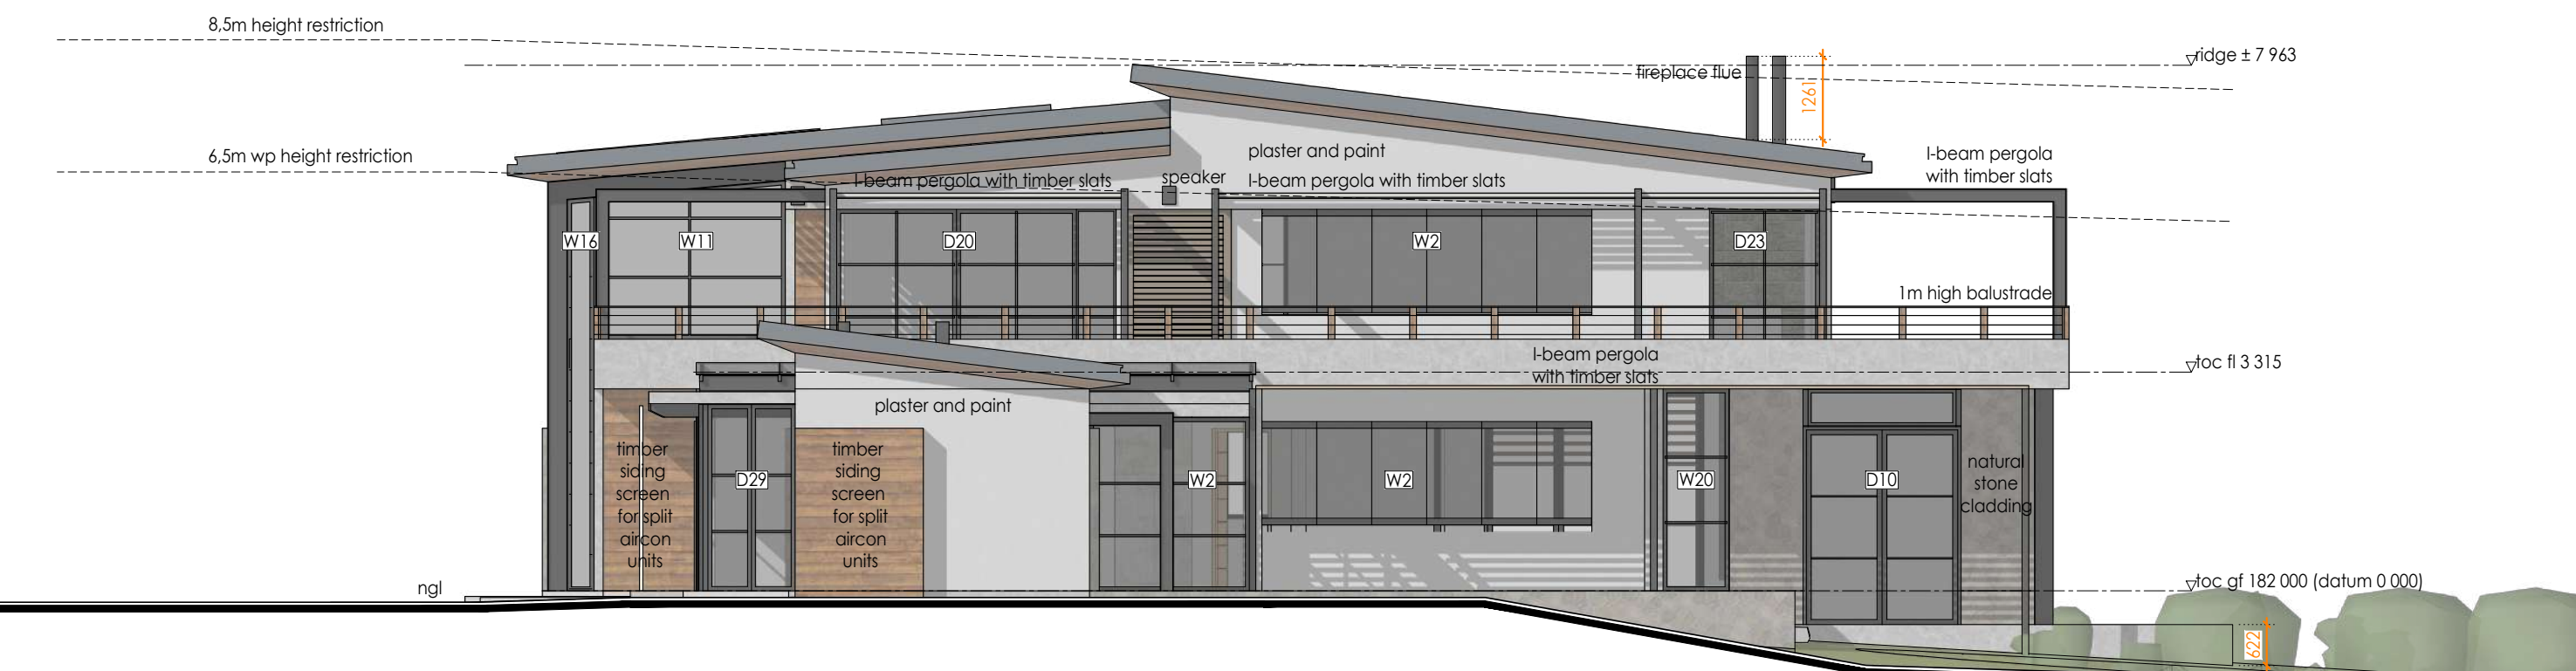 8,5m height restriction
ridge ± 7 963
fireplace flue
1261
6,5m wp height restriction
plaster and paint
I-beam pergola
with timber slats
I-beam pergola with timber slats
speaker
I-beam pergola with timber slats
W16
W11
D20
W2
D23
1m high balustrade
I-beam pergola
with timber slats
toc fl 3 315
plaster and paint
timber
siding
screen
for split
aircon
units
D29
timber
siding
screen
for split
aircon
units
W2
W2
W20
D10
natural
stone
cladding
ngl
toc gf 182 000 (datum 0 000)
622